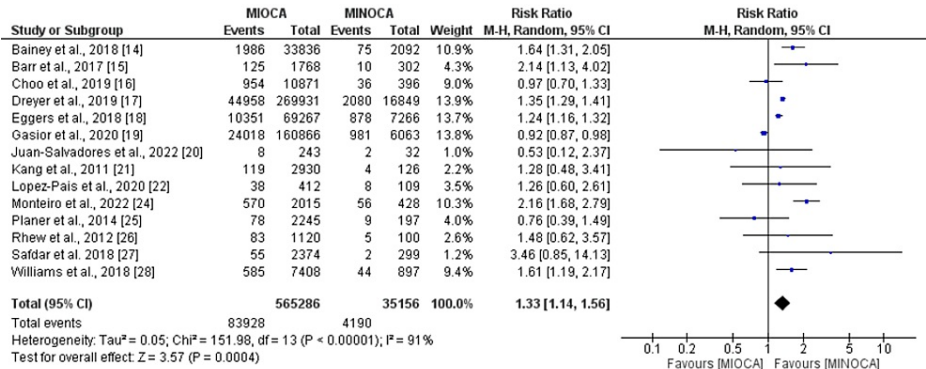 MIOCA MINOCA Risk Ratio Risk Ratio
Study or Subgroup Events Total Events Total Weight M-H, Random, 95% CI M-H, Random, 95% CI
Bainey et al., 2018 [14] 1986 33836 75 2092 10.9% 1.64 [1.31, 2.05]
Barr et al., 2017 [15] 125 1768 10 302 4.3% 2.14 [1.13, 4.02]
Choo et al., 2019 [16] 954 10871 36 396 9.2% 0.97 [0.70, 1.33]
Dreyer et al., 2019 [17] 44958 269931 2080 16849 13.9% 1.35 [1.29, 1.41]
Eggers et al., 2018 [18] 10351 69267 878 7266 13.7% 1.24 [1.16, 1.32]
Gasior et al., 2020 [19] 24018 160866 981 6063 13.8% 0.92 [0.87, 0.98]
Juan-Salvadores et al., 2022 [20] 8 243 2 32 1.0% 0.53 [0.12, 2.37]
Kang et al., 2011 [21] 119 2930 4 126 2.1% 1.28 [0.48, 3.41]
Lopez-Pais et al., 2020 [22] 38 412 8 109 3.5% 1.26 [0.60, 2.61]
Monteiro et al., 2022 [24] 570 2015 56 428 10.3% 2.16 [1.68, 2.79]
Planer et al., 2014 [25] 78 2245 9 197 4.0% 0.76 [0.39, 1.49]
Rhew et al., 2012 [26] 83 1120 5 100 2.6% 1.48 [0.62, 3.57]
Safdar et al. 2018 [27] 55 2374 2 299 1.2% 3.46 [0.85, 14.13]
Williams et al., 2018 [28] 585 7408 44 897 9.4% 1.61 [1.19, 2.17]
Total (95% CI) 565286 35156 100.0% 1.33 [1.14, 1.56]
Total events 83928 4190
Heterogeneity: Tau² = 0.05; Chi² = 151.98, df = 13 (P < 0.00001); I² = 91%
Test for overall effect: Z = 3.57 (P = 0.0004)
0.1 0.2 0.5 1 2 5 10
Favours [MIOCA] Favours [MINOCA]